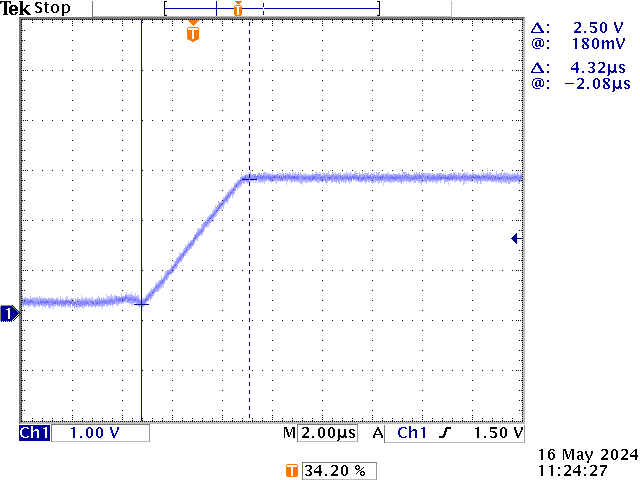 Tek Stop
T
T
Δ: 2.50 V
@: 180mV
Δ: 4.32µs
@: −2.08µs
1
Ch1 1.00 V M 2.00µs A Ch1 1.50 V
T 34.20 %
16 May 2024
11:24:27